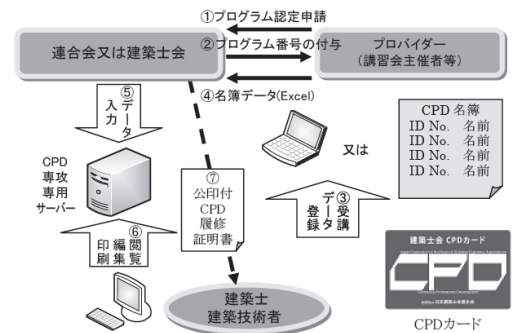 ①プログラム認定申請
連合会又は建築士会
②プログラム番号の付与
プロバイダー
(講習会主催者等)
④名簿データ(Excel)
⑤データ入力
CPD
専攻
専用
サーバー
⑦
公印付
CPD
履修
証明書
又は
CPD 名簿
ID No. 名前
ID No. 名前
ID No. 名前
ID No. 名前
③受講データ登録
⑥閲覧編集印刷
建築士会 CPDカード
CPD
建築士
建築技術者
CPDカード